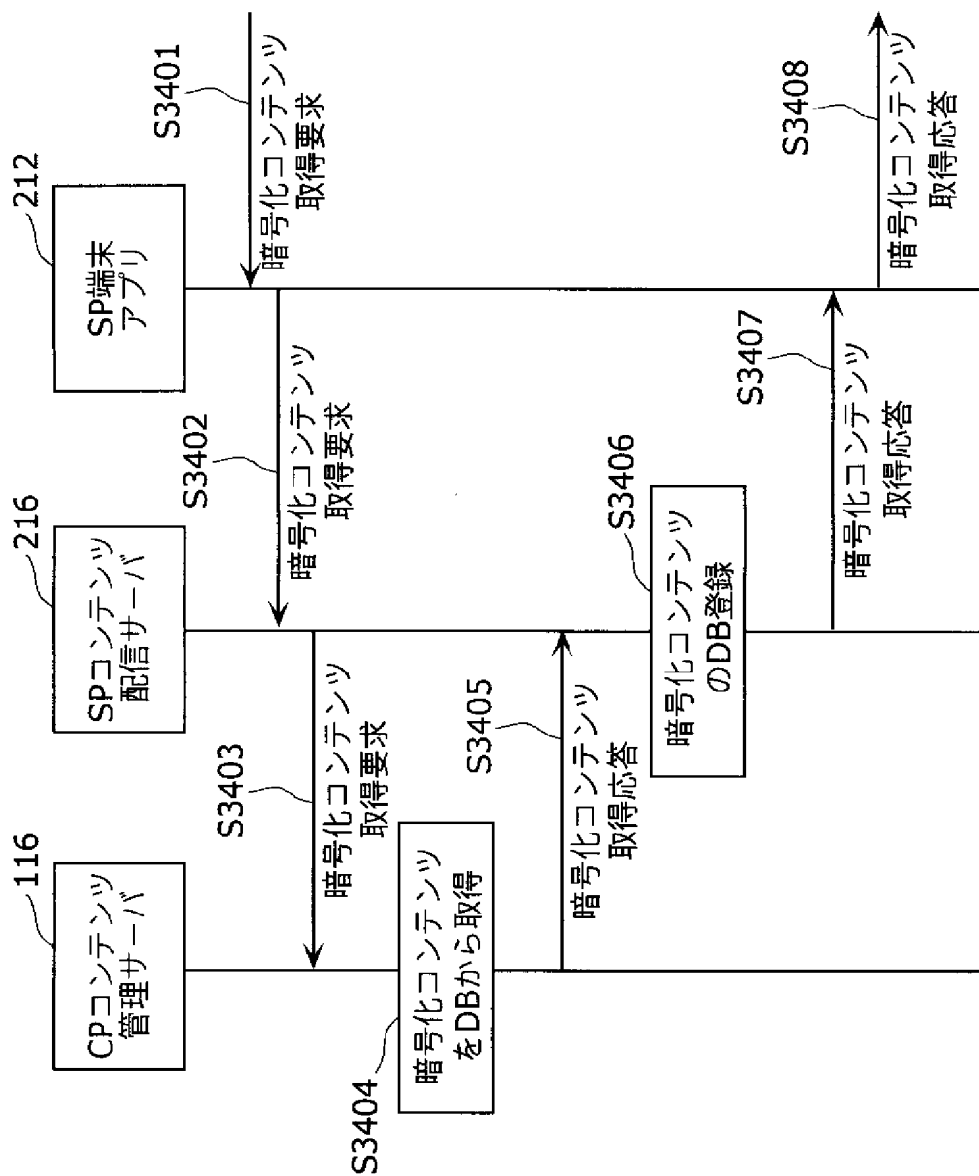 116
CPコンテンツ
管理サーバ
216
SPコンテンツ
配信サーバ
212
SP端末
アプリ
S3401
暗号化コンテンツ
取得要求
S3402
暗号化コンテンツ
取得要求
S3403
暗号化コンテンツ
取得要求
S3404
暗号化コンテンツ
をDBから取得
S3405
暗号化コンテンツ
取得応答
S3406
暗号化コンテンツ
のDB登録
S3407
暗号化コンテンツ
取得応答
S3408
暗号化コンテンツ
取得応答